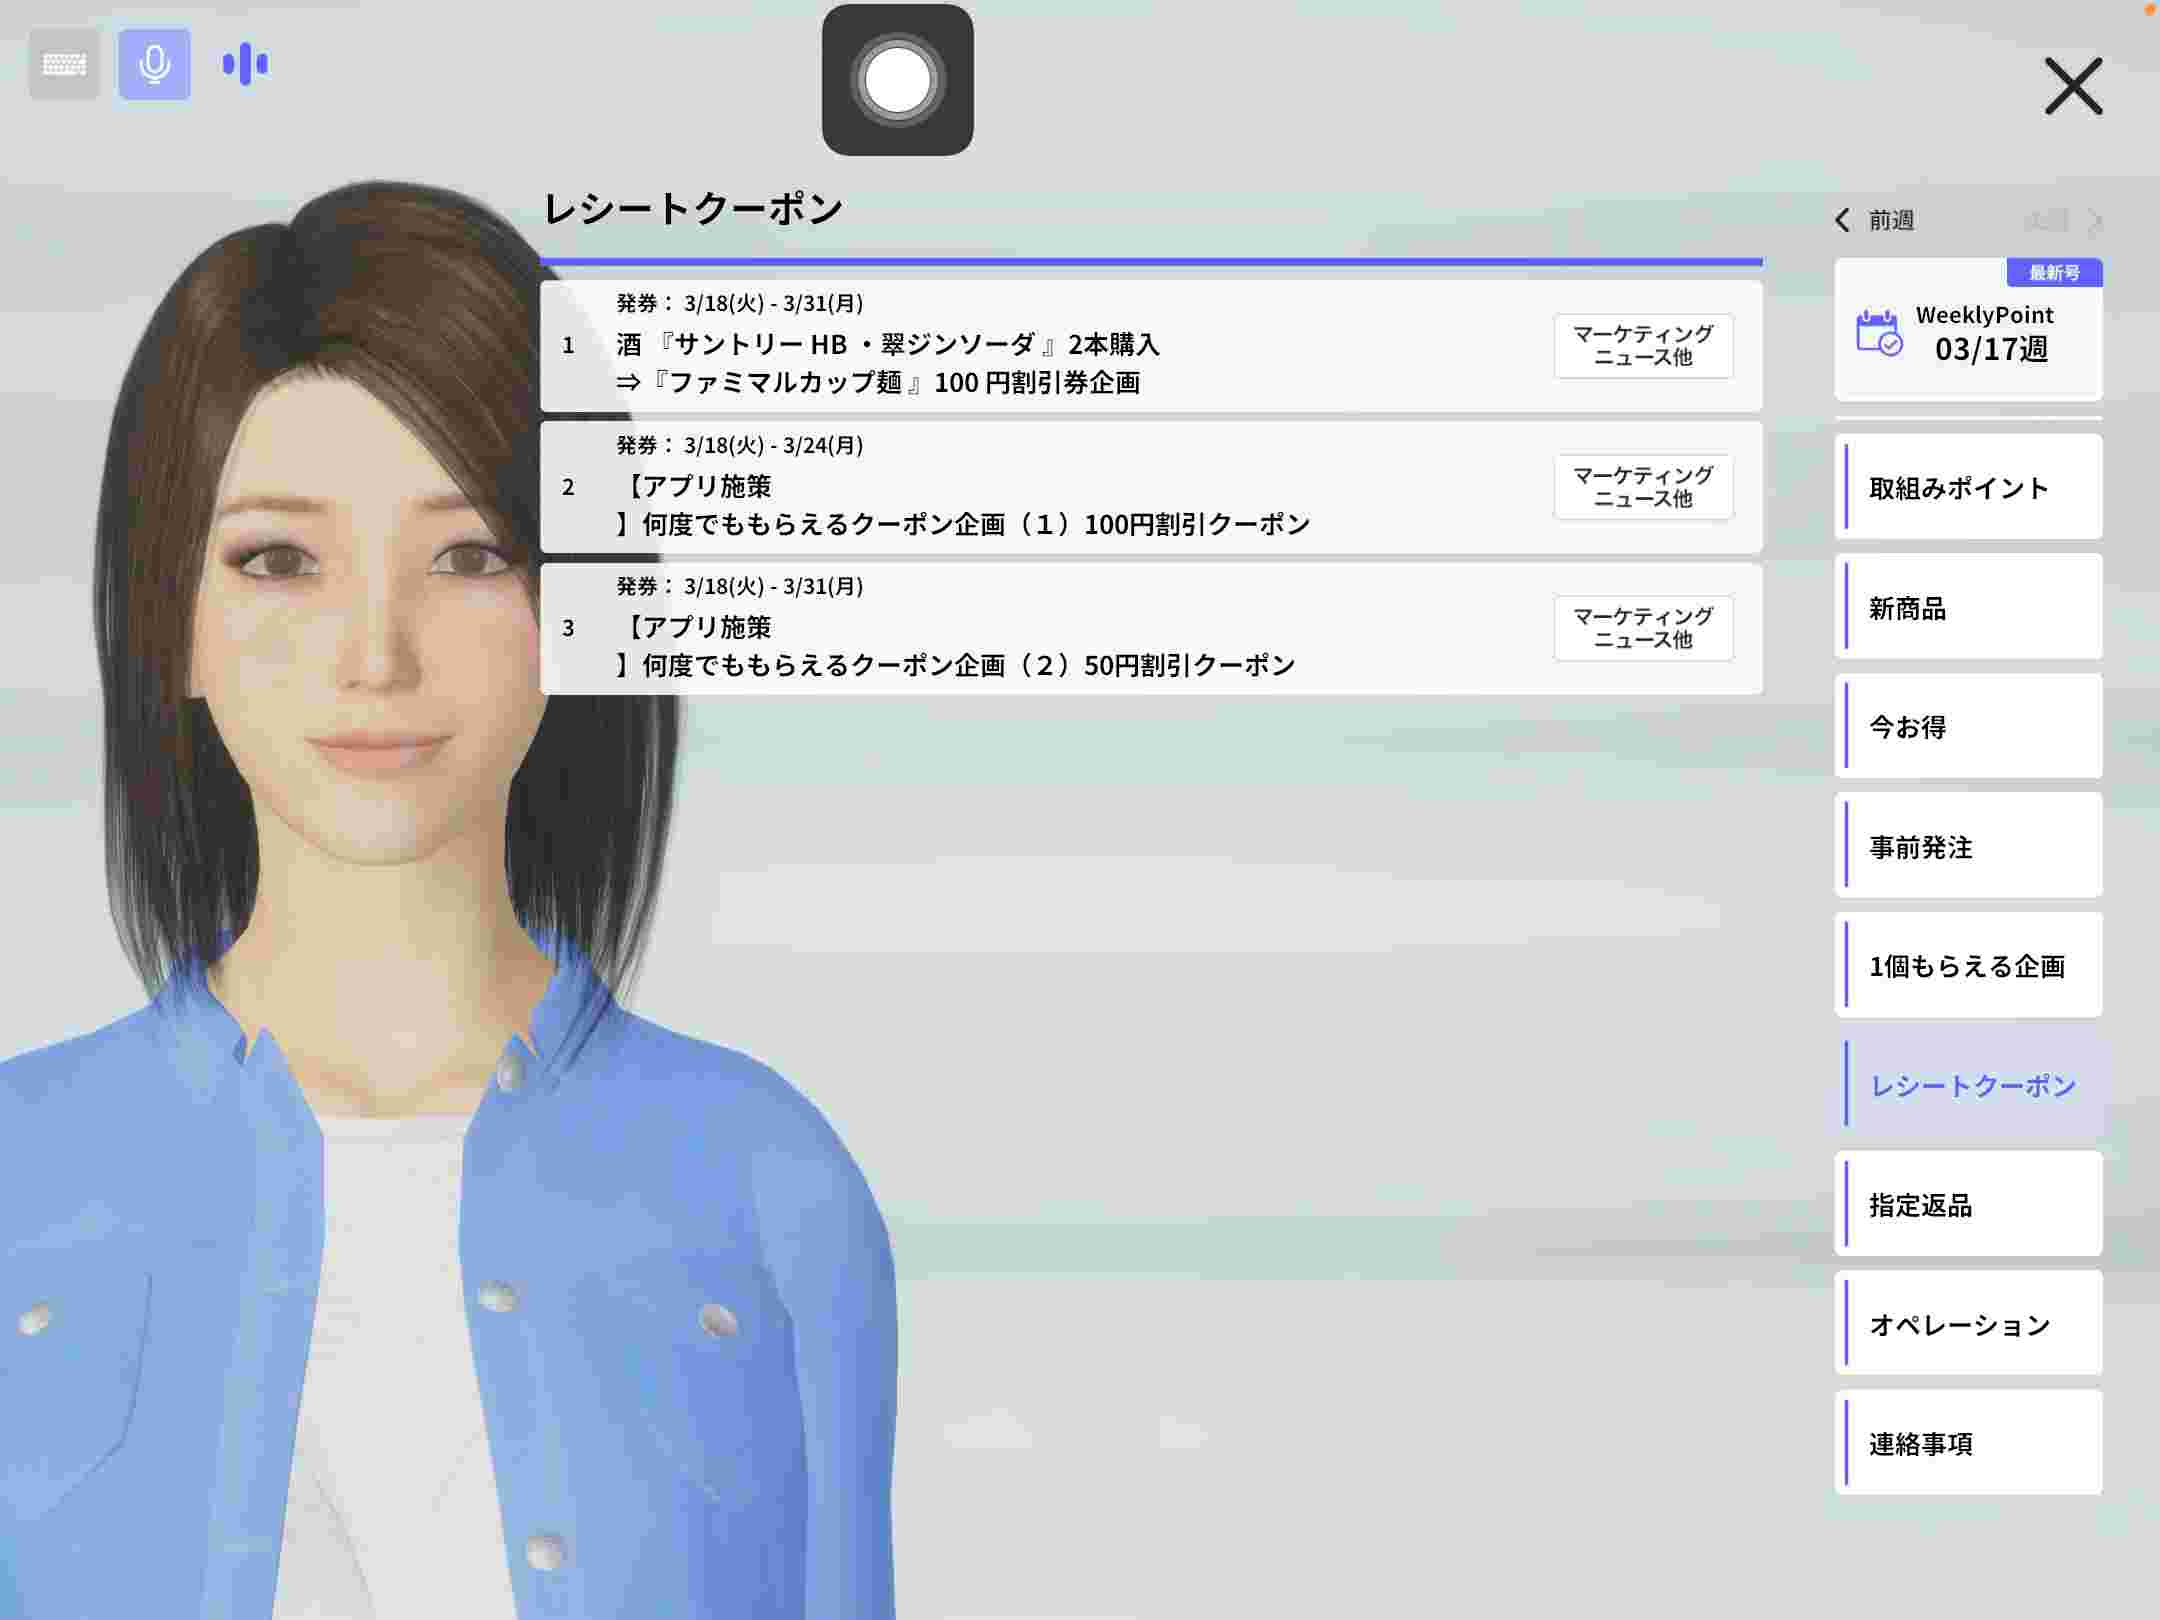 レシートクーポン
発券： 3/18(火) - 3/31(月)
1
酒 『サントリー HB ・翠ジンソーダ 』2本購入
⇒『ファミマルカップ麺 』100 円割引券企画
マーケティング
ニュース他
発券： 3/18(火) - 3/24(月)
2
【アプリ施策
】何度でももらえるクーポン企画（１）100円割引クーポン
マーケティング
ニュース他
発券： 3/18(火) - 3/31(月)
3
【アプリ施策
】何度でももらえるクーポン企画（２）50円割引クーポン
マーケティング
ニュース他
前週
最新号
WeeklyPoint
03/17週
取組みポイント
新商品
今お得
事前発注
1個もらえる企画
レシートクーポン
指定返品
オペレーション
連絡事項